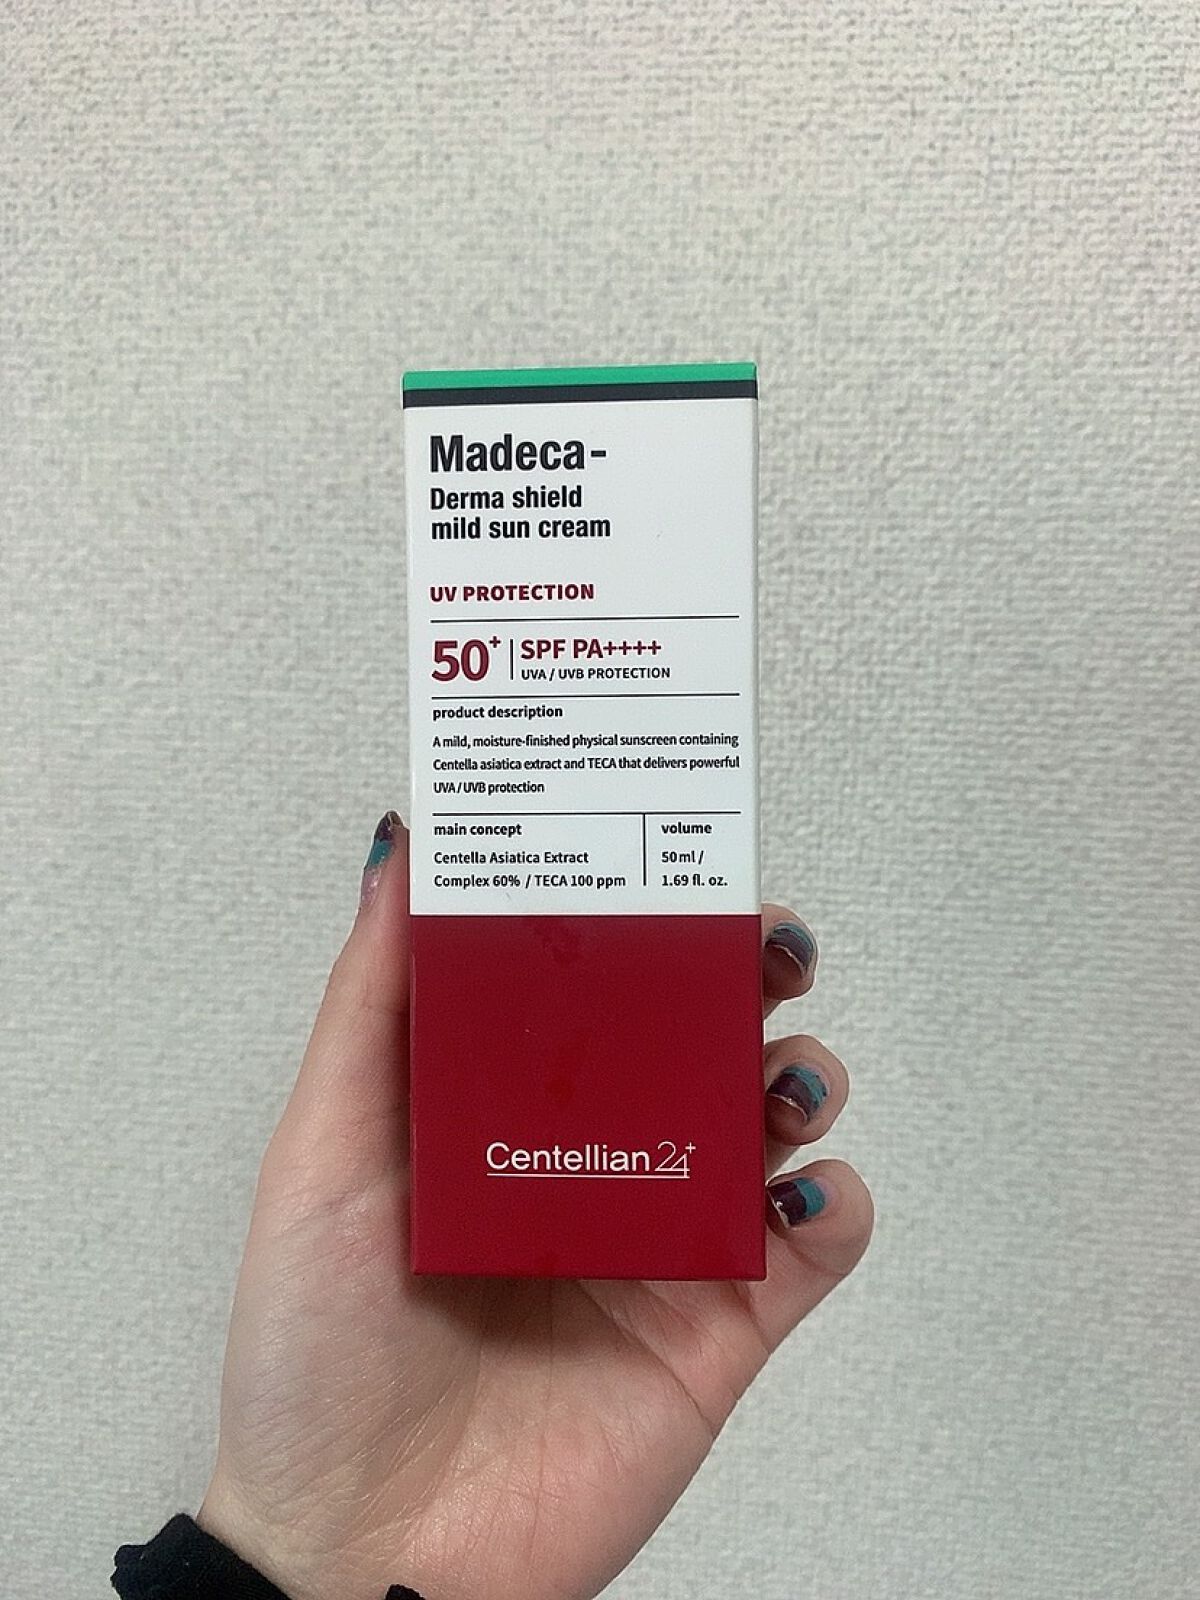 Madeca-
Derma shield
mild sun cream
UV PROTECTION
50+ SPF PA++++
UVA / UVB PROTECTION
product description
A mild, moisture-finished physical sunscreen containing
Centella asiatica extract and TECA that delivers powerful
UVA / UVB protection
main concept
Centella Asiatica Extract
Complex 60% / TECA 100 ppm
volume
50 ml /
1.69 fl. oz.
Centellian 24+